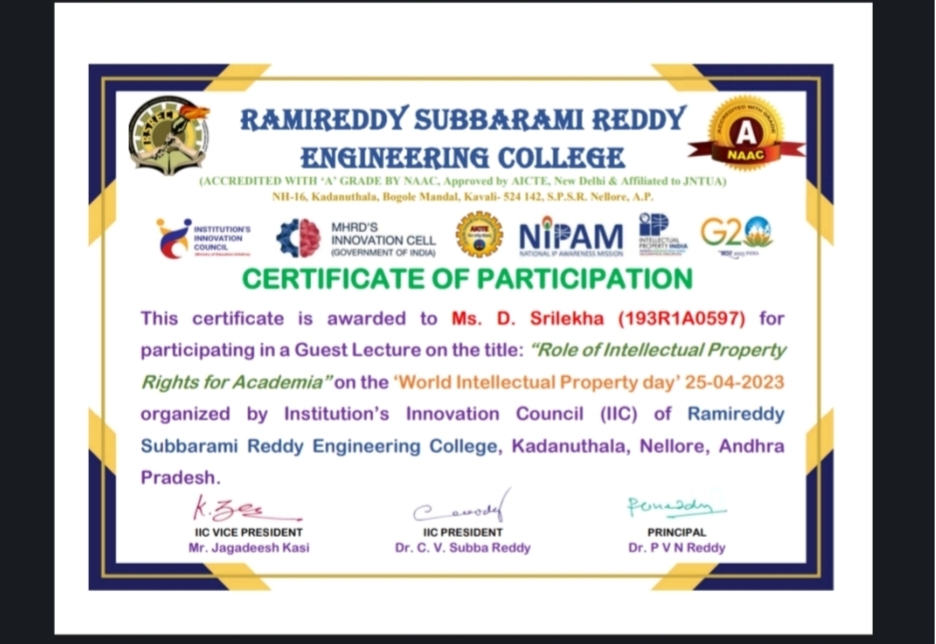 RAMIREDDY SUBBARAMI REDDY
ENGINEERING COLLEGE
(ACCREDITED WITH ‘A’ GRADE BY NAAC, Approved by AICTE, New Delhi & Affiliated to JNTUA)
NH-16, Kadanuthala, Bogole Mandal, Kavali- 524 142, S.P.S.R. Nellore, A.P.
ACCREDITED WITH GRADE
A
NAAC
INSTITUTION'S
INNOVATION
COUNCIL
MHRD'S
INNOVATION CELL
(GOVERNMENT OF INDIA)
AICTE
NIPAM
NATIONAL IP AWARENESS MISSION
iP
INTELLECTUAL
PROPERTY INDIA
G20
CERTIFICATE OF PARTICIPATION
This certificate is awarded to Ms. D. Srilekha (193R1A0597) for
participating in a Guest Lecture on the title: “Role of Intellectual Property
Rights for Academia” on the ‘World Intellectual Property day’ 25-04-2023
organized by Institution’s Innovation Council (IIC) of Ramireddy
Subbarami Reddy Engineering College, Kadanuthala, Nellore, Andhra
Pradesh.
IIC VICE PRESIDENT
Mr. Jagadeesh Kasi
IIC PRESIDENT
Dr. C. V. Subba Reddy
PRINCIPAL
Dr. P V N Reddy